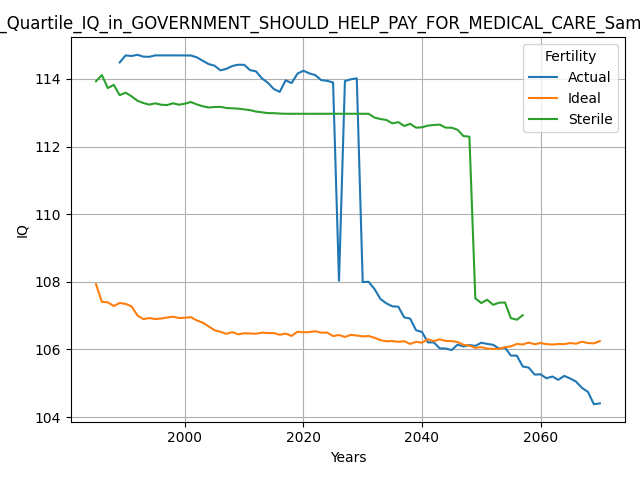 _Quartile_IQ_in_GOVERNMENT_SHOULD_HELP_PAY_FOR_MEDICAL_CARE_Sam
Fertility
Actual
Ideal
Sterile
114
112
110
108
106
104
IQ
2000
2020
2040
2060
Years